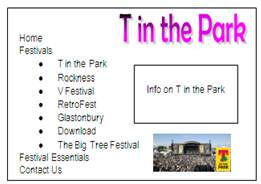 T in the Park
Home
Festivals
• T in the Park
• Rockness
• V Festival
• RetroFest
• Glastonbury
• Download
• The Big Tree Festival
Festival Essentials
Contact Us
Info on T in the Park
T
PARK